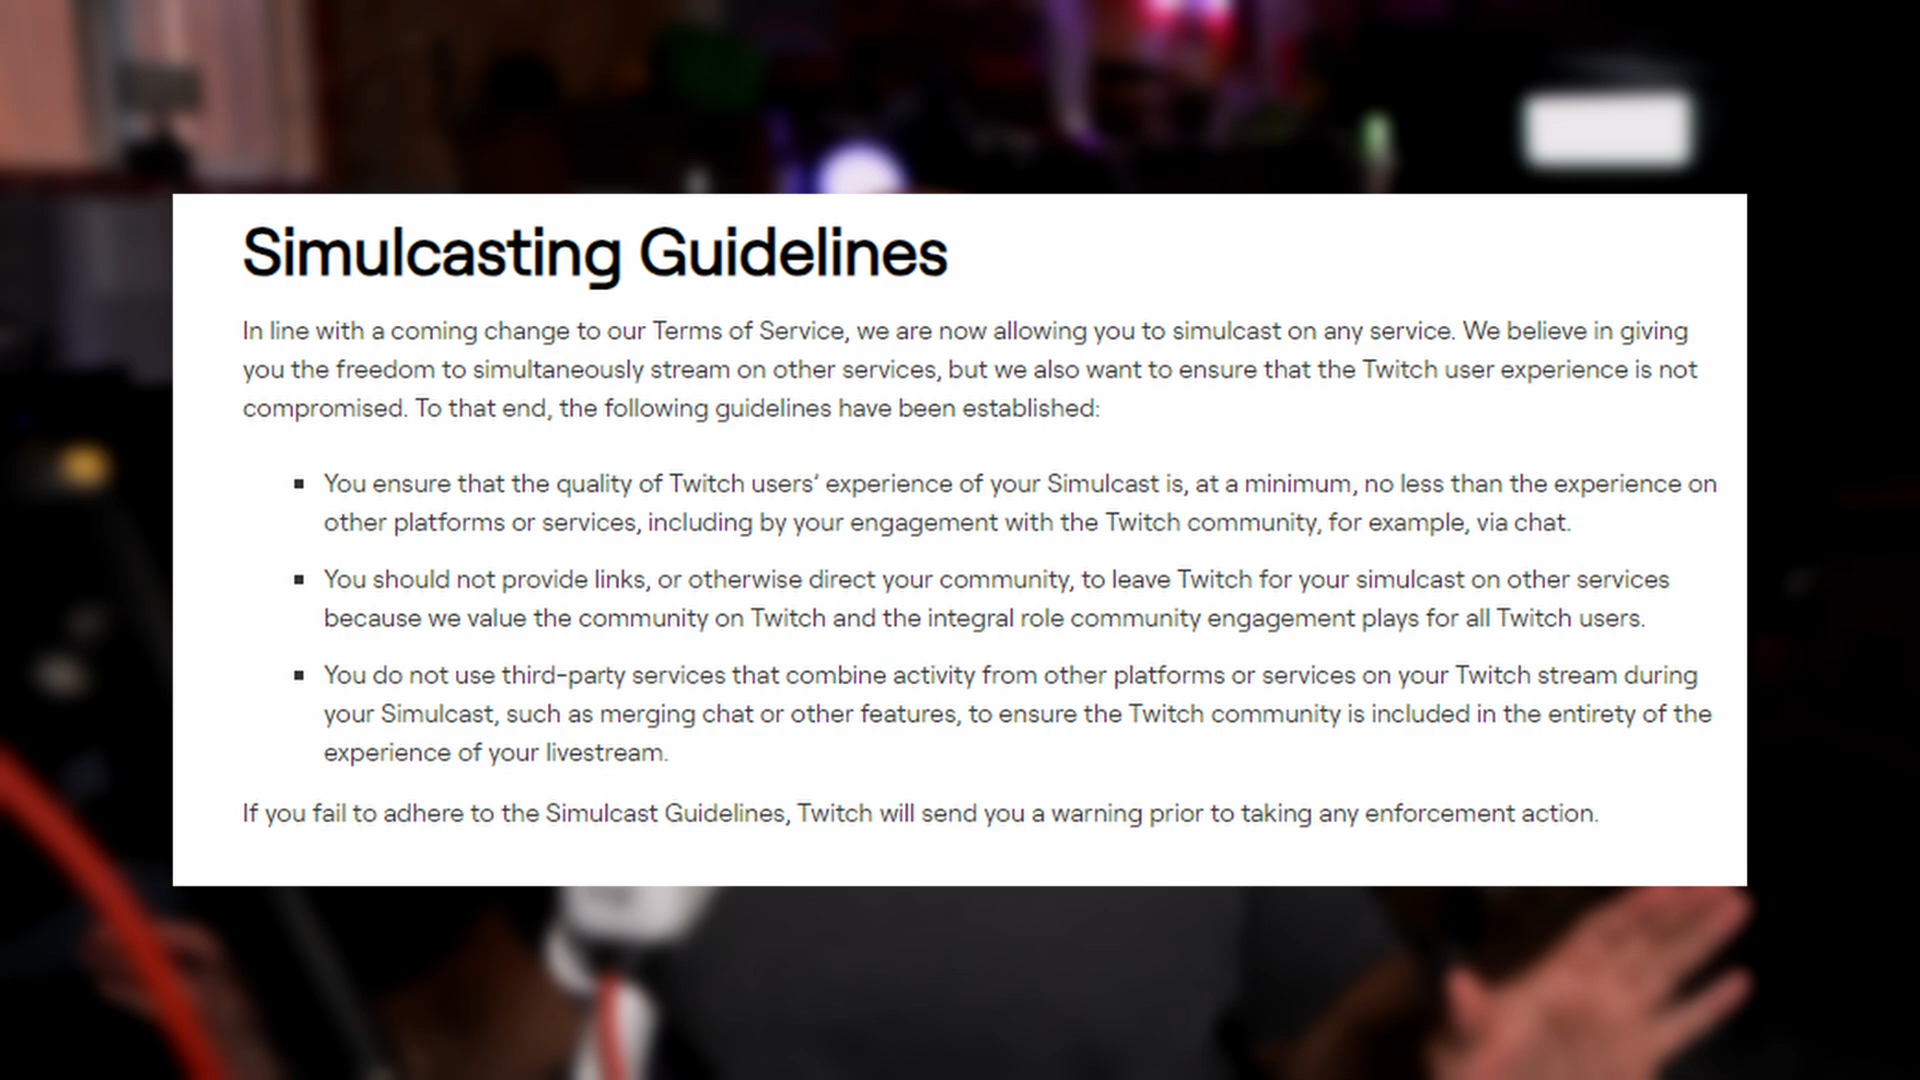 Simulcasting Guidelines
In line with a coming change to our Terms of Service, we are now allowing you to simulcast on any service. We believe in giving
you the freedom to simultaneously stream on other services, but we also want to ensure that the Twitch user experience is not
compromised. To that end, the following guidelines have been established:
▪ You ensure that the quality of Twitch users’ experience of your Simulcast is, at a minimum, no less than the experience on
other platforms or services, including by your engagement with the Twitch community, for example, via chat.
▪ You should not provide links, or otherwise direct your community, to leave Twitch for your simulcast on other services
because we value the community on Twitch and the integral role community engagement plays for all Twitch users.
▪ You do not use third-party services that combine activity from other platforms or services on your Twitch stream during
your Simulcast, such as merging chat or other features, to ensure the Twitch community is included in the entirety of the
experience of your livestream.
If you fail to adhere to the Simulcast Guidelines, Twitch will send you a warning prior to taking any enforcement action.